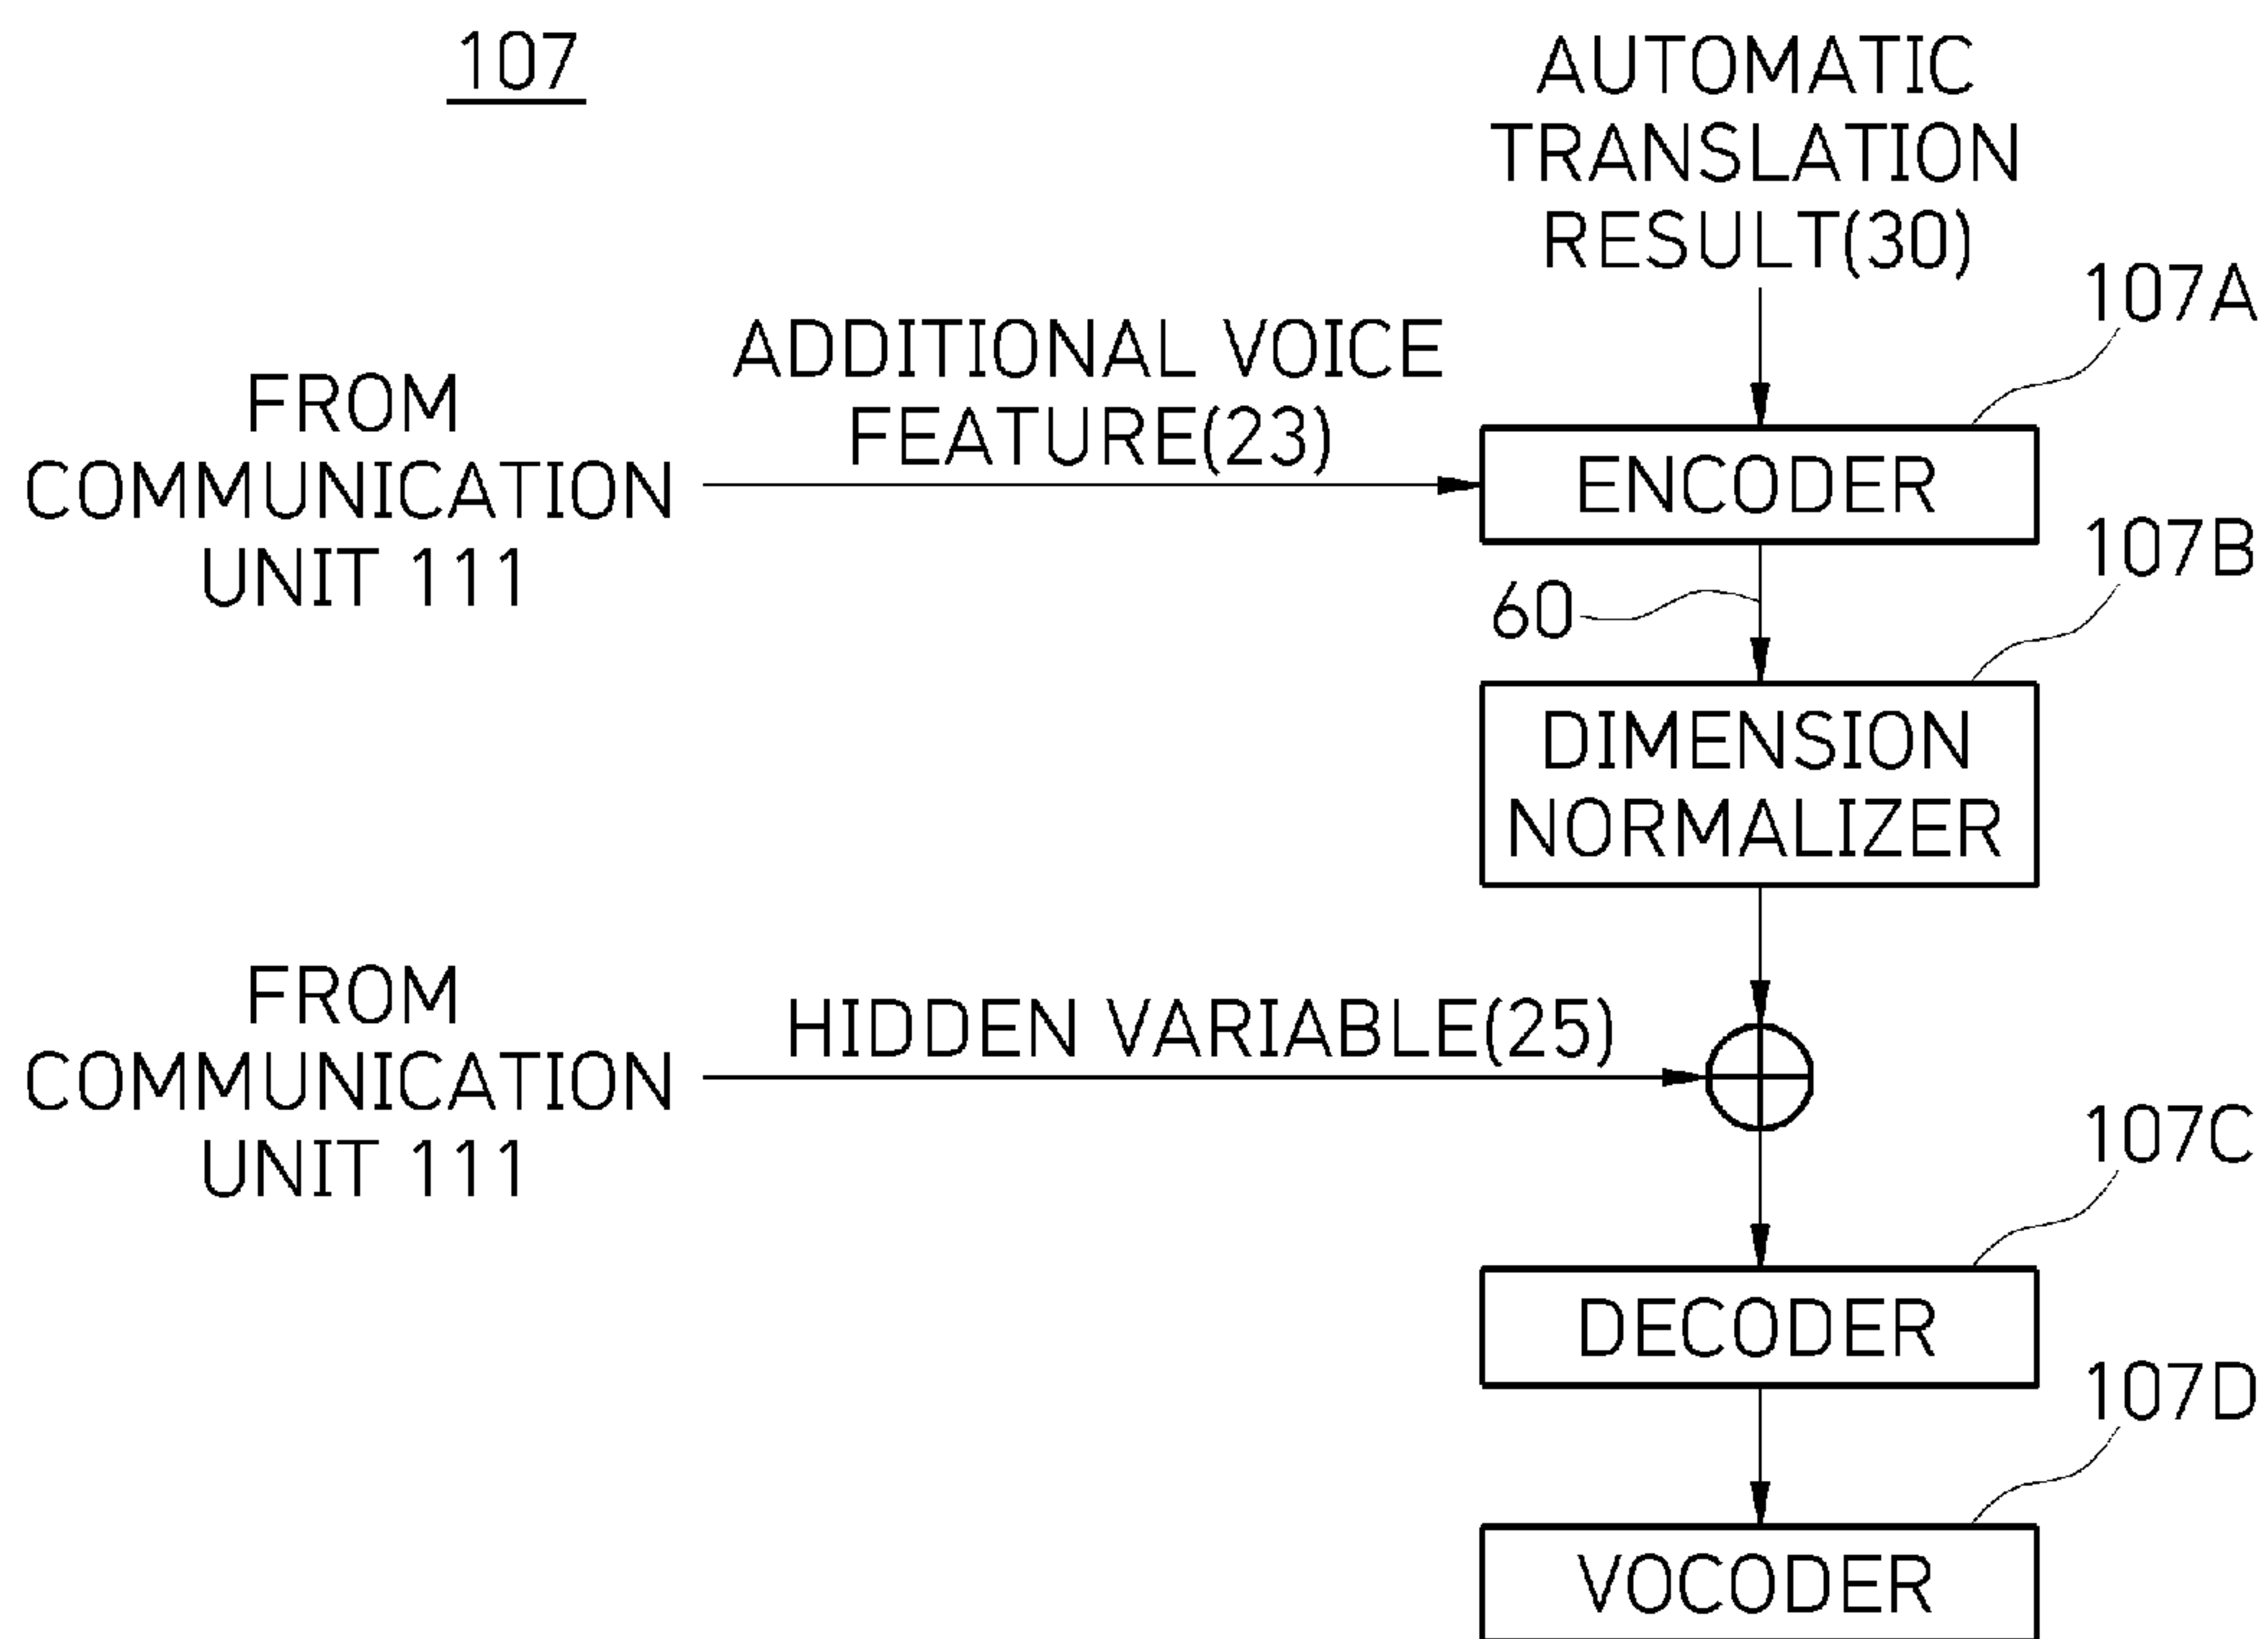 107
AUTOMATIC
TRANSLATION
RESULT(30)
107A
ADDITIONAL VOICE
FEATURE(23)
FROM
COMMUNICATION
UNIT 111
ENCODER
107B
60
DIMENSION
NORMALIZER
FROM
COMMUNICATION
UNIT 111
HIDDEN VARIABLE(25)
107C
DECODER
107D
VOCODER